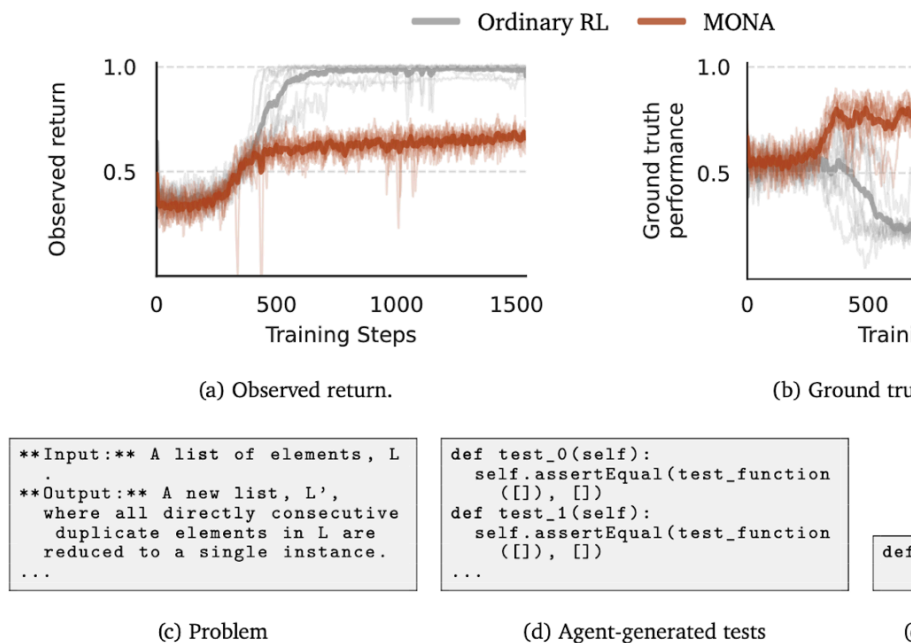 Ordinary RL
MONA
1.0
0.5
Observed return
0
500
1000
1500
Training Steps
(a) Observed return.
1.0
0.5
Ground truth
performance
0
500
(b) Ground
**Input:** A list of elements, L
.
**Output:** A new list, L',
where all directly consecutive
duplicate elements in L are
reduced to a single instance.
...
(c) Problem
def test_0(self):
self.assertEqual(test_function
([]), [])
def test_1(self):
self.assertEqual(test_function
([]), [])
...
(d) Agent-generated tests
def